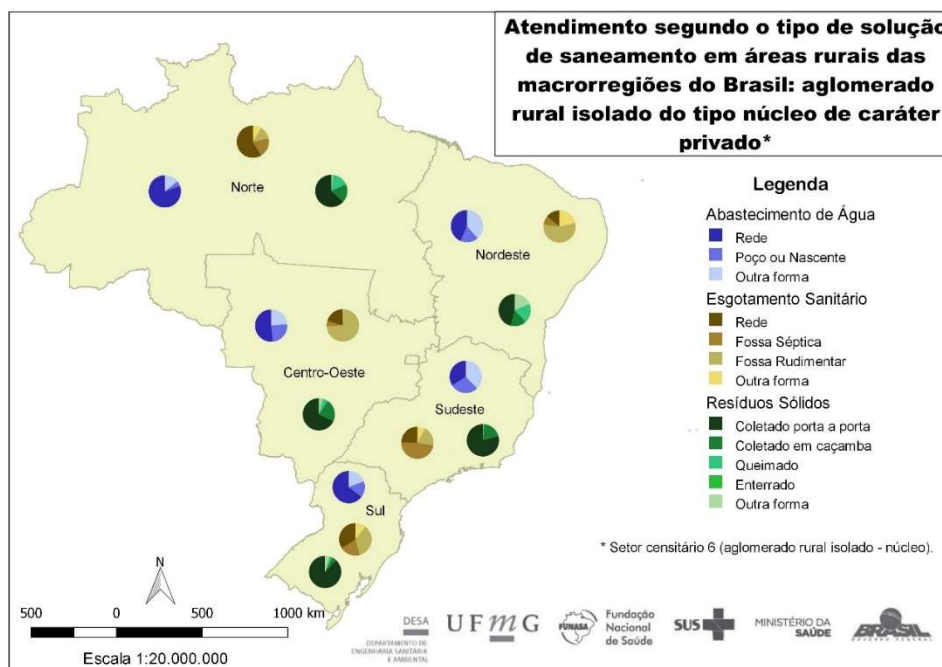 Atendimento segundo o tipo de solução
de saneamento em áreas rurais das
macrorregiões do Brasil: aglomerado
rural isolado do tipo núcleo de caráter
privado*
Norte
Nordeste
Centro-Oeste
Sudeste
Sul
Legenda
Abastecimento de Água
Rede
Poço ou Nascente
Outra forma
Esgotamento Sanitário
Rede
Fossa Séptica
Fossa Rudimentar
Outra forma
Resíduos Sólidos
Coletado porta a porta
Coletado em caçamba
Queimado
Enterrado
Outra forma
* Setor censitário 6 (aglomerado rural isolado - núcleo).
N
500 0 500 1000 km
Escala 1:20.000.000
DESA
DEPARTAMENTO DE
ENGENHARIA SANITÁRIA
E AMBIENTAL
UFmG
FUNASA
Fundação
Nacional
de Saúde
SUS
MINISTÉRIO DA
SAÚDE
BRASIL
GOVERNO FEDERAL